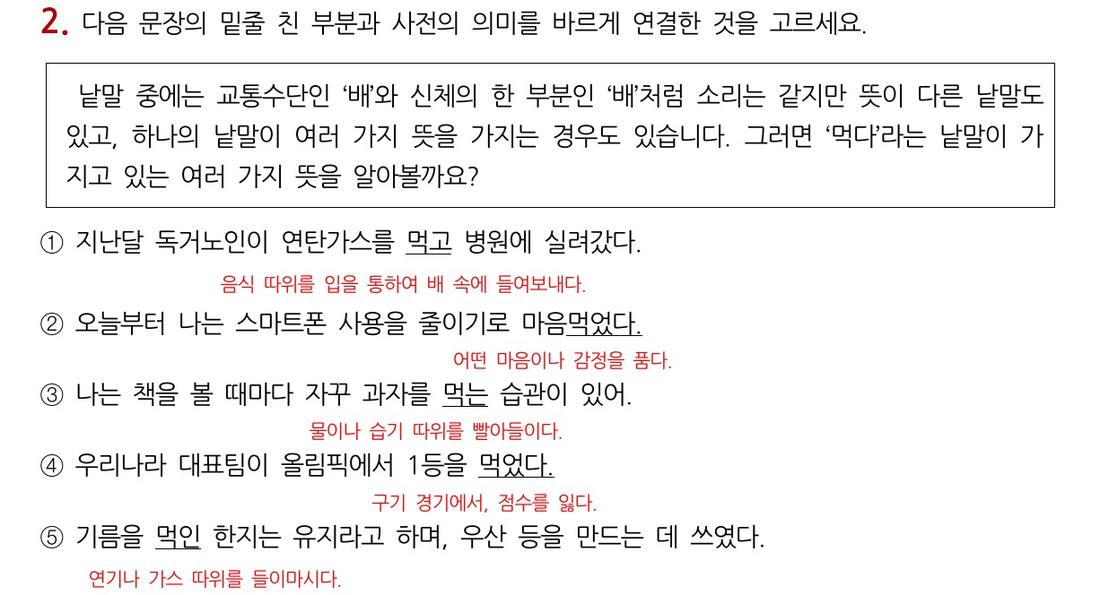 2. 다음 문장의 밑줄 친 부분과 사전의 의미를 바르게 연결한 것을 고르세요.
낱말 중에는 교통수단인 ‘배’와 신체의 한 부분인 ‘배’처럼 소리는 같지만 뜻이 다른 낱말도
있고, 하나의 낱말이 여러 가지 뜻을 가지는 경우도 있습니다. 그러면 ‘먹다’라는 낱말이 가
지고 있는 여러 가지 뜻을 알아볼까요?
① 지난달 독거노인이 연탄가스를 먹고 병원에 실려갔다.
음식 따위를 입을 통하여 배 속에 들여보내다.
② 오늘부터 나는 스마트폰 사용을 줄이기로 마음먹었다.
어떤 마음이나 감정을 품다.
③ 나는 책을 볼 때마다 자꾸 과자를 먹는 습관이 있어.
물이나 습기 따위를 빨아들이다.
④ 우리나라 대표팀이 올림픽에서 1등을 먹었다.
구기 경기에서, 점수를 잃다.
⑤ 기름을 먹인 한지는 유지라고 하며, 우산 등을 만드는 데 쓰였다.
연기나 가스 따위를 들이마시다.